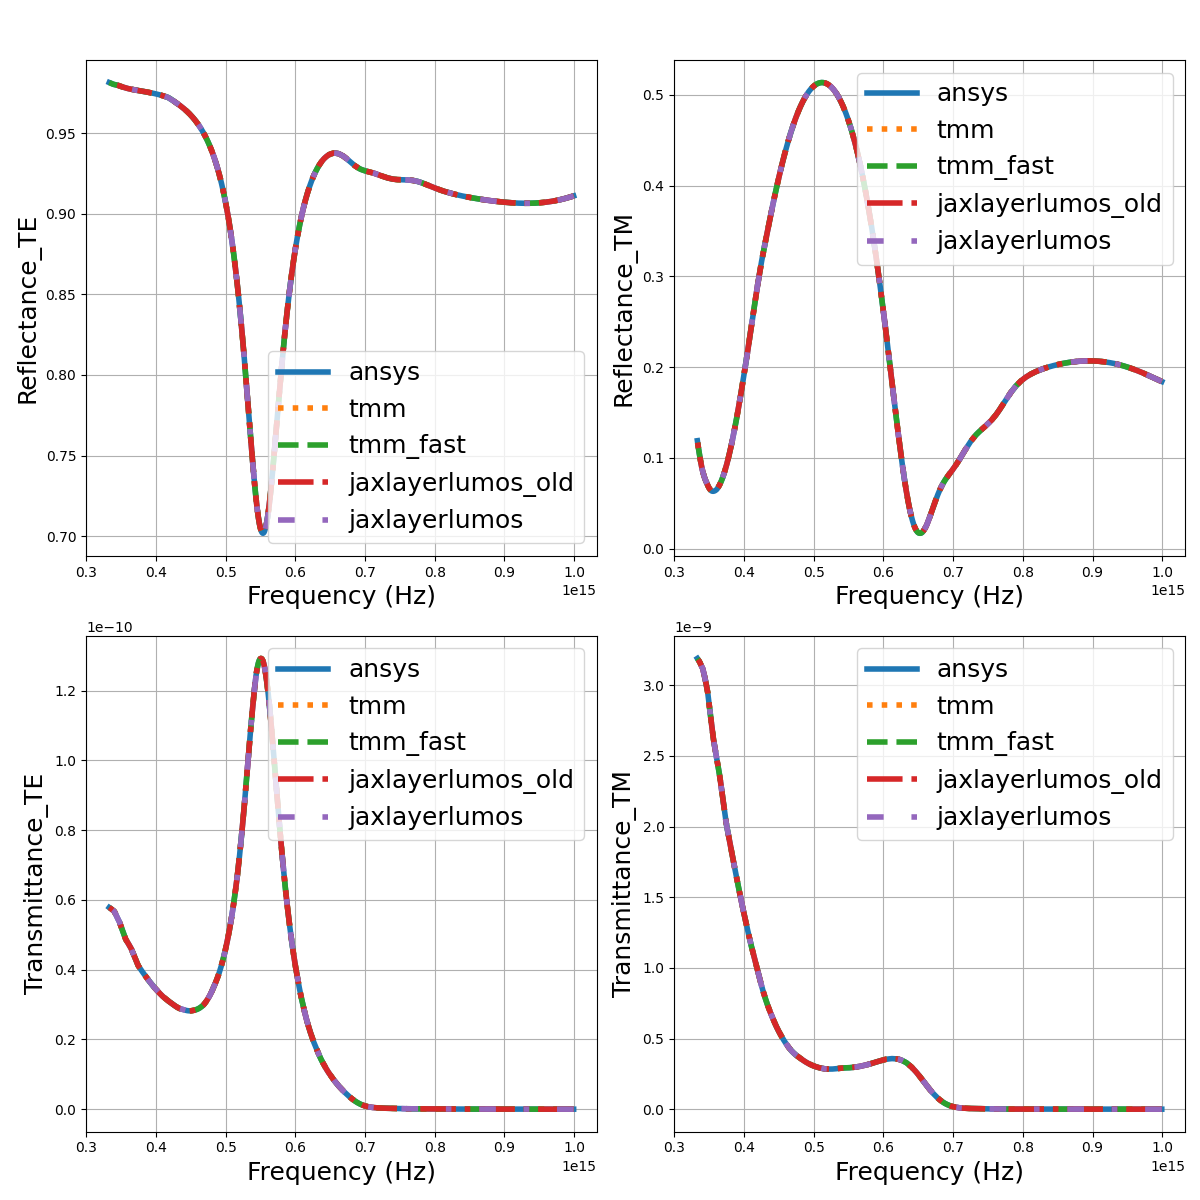 Reflectance_TE
0.95
0.90
0.85
0.80
0.75
0.70
ansys
tmm
tmm_fast
jaxlayerlumos_old
jaxlayerlumos
0.3 0.4 0.5 0.6 0.7 0.8 0.9 1.0
1e15
Frequency (Hz)
Reflectance_TM
0.5
0.4
0.3
0.2
0.1
0.0
ansys
tmm
tmm_fast
jaxlayerlumos_old
jaxlayerlumos
0.3 0.4 0.5 0.6 0.7 0.8 0.9 1.0
1e15
Frequency (Hz)
1e−10
Transmittance_TE
1.2
1.0
0.8
0.6
0.4
0.2
0.0
ansys
tmm
tmm_fast
jaxlayerlumos_old
jaxlayerlumos
0.3 0.4 0.5 0.6 0.7 0.8 0.9 1.0
1e15
Frequency (Hz)
1e−9
Transmittance_TM
3.0
2.5
2.0
1.5
1.0
0.5
0.0
ansys
tmm
tmm_fast
jaxlayerlumos_old
jaxlayerlumos
0.3 0.4 0.5 0.6 0.7 0.8 0.9 1.0
1e15
Frequency (Hz)